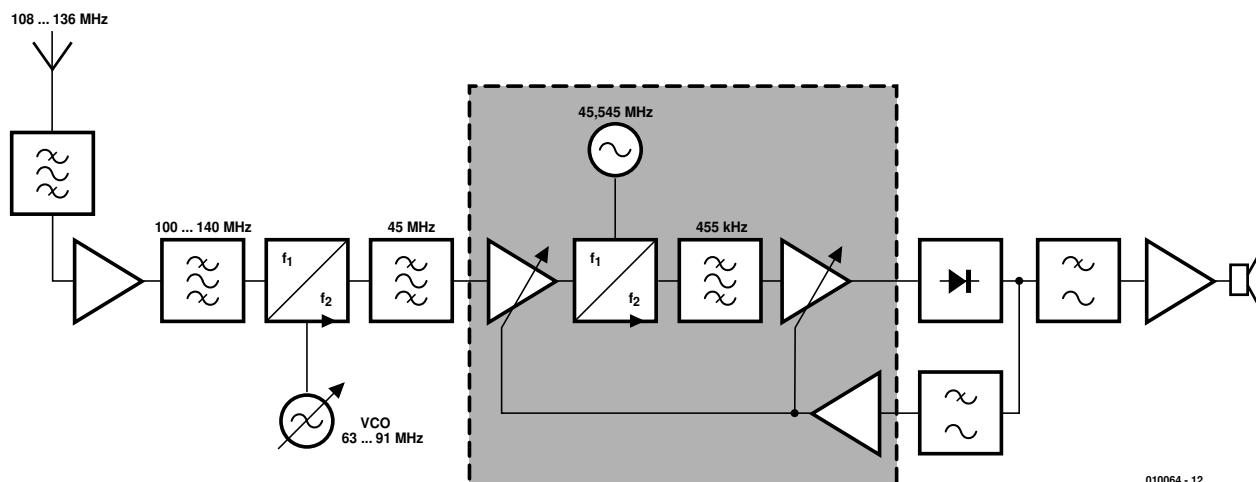 108 ... 136 MHz
45,545 MHz
100 ... 140 MHz
45 MHz
455 kHz
f1
f2
f1
f2
VCO
63 ... 91 MHz
010064 - 12